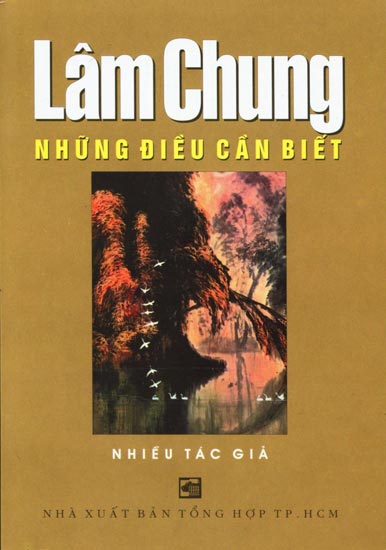 Lâm Chung
NHỮNG ĐIỀU CẦN BIẾT
NHIỀU TÁC GIẢ
NHÀ XUẤT BẢN TỔNG HỢP TP.HCM